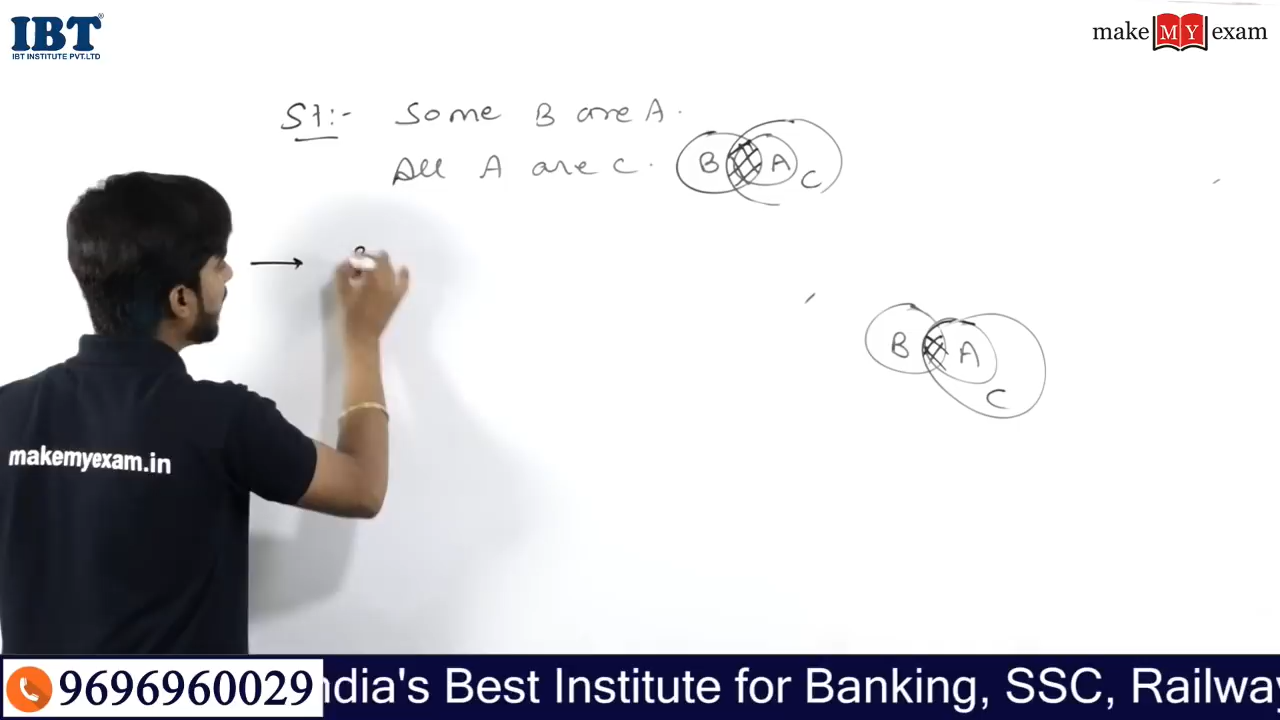 IBT
IBT INSTITUTE PVT.LTD
make MY exam
St:- Some B are A.
All A are C.
B A C
B A
C
makemyexam.in
9696960029
ndia's Best Institute for Banking, SSC, Railway